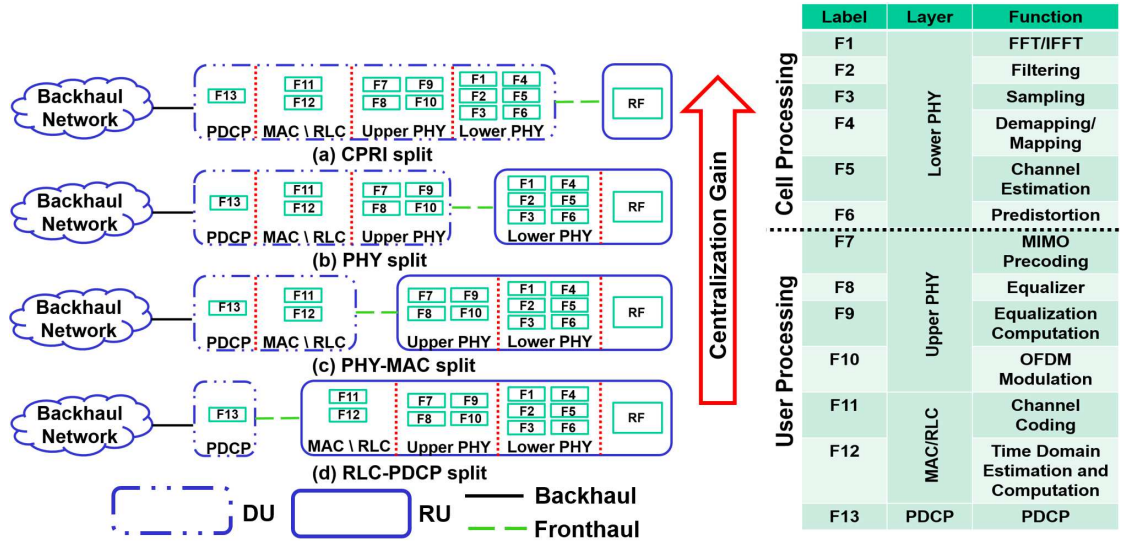 Backhaul
Network
F13
PDCP
F11
F12
MAC \ RLC
F7 F9
F8 F10
Upper PHY
F1 F4
F2 F5
F3 F6
Lower PHY
RF
(a) CPRI split
Backhaul
Network
F13
PDCP
F11
F12
MAC \ RLC
F7 F9
F8 F10
Upper PHY
F1 F4
F2 F5
F3 F6
Lower PHY
RF
(b) PHY split
Backhaul
Network
F13
PDCP
F11
F12
MAC \ RLC
F7 F9
F8 F10
Upper PHY
F1 F4
F2 F5
F3 F6
Lower PHY
RF
(c) PHY-MAC split
Backhaul
Network
F13
PDCP
F11
F12
MAC \ RLC
F7 F9
F8 F10
Upper PHY
F1 F4
F2 F5
F3 F6
Lower PHY
RF
(d) RLC-PDCP split
DU
RU
Backhaul
Fronthaul
Centralization Gain
Cell Processing
User Processing
Label Layer Function
F1 FFT/IFFT
F2 Filtering
F3 Sampling
F4 Demapping/
Mapping
Lower PHY
F5 Channel
Estimation
F6 Predistortion
F7 MIMO
Precoding
F8 Equalizer
F9 Equalization
Computation
Upper PHY
F10 OFDM
Modulation
F11 Channel
Coding
MAC/RLC
F12 Time Domain
Estimation and
Computation
F13 PDCP PDCP